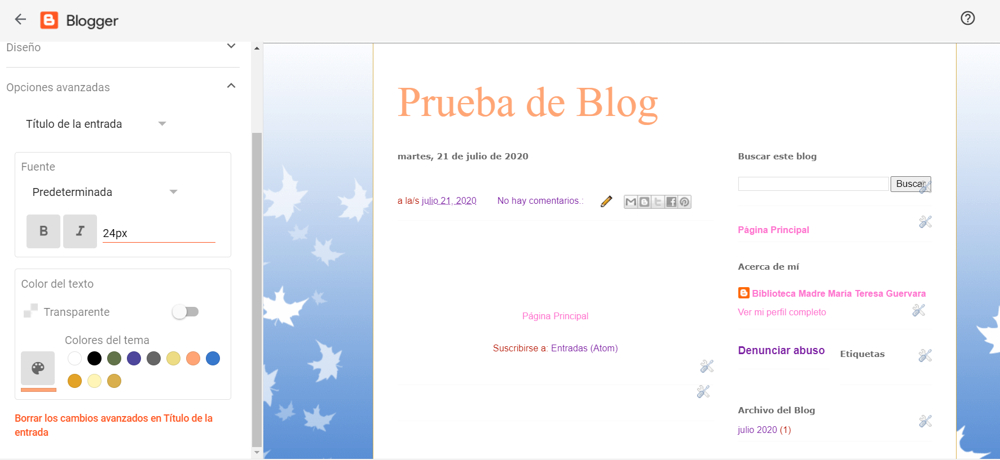 Blogger
Diseño
Opciones avanzadas
Título de la entrada
Fuente
Predeterminada
B I 24px
Color del texto
Transparente
Colores del tema
Borrar los cambios avanzados en Título de la
entrada
Prueba de Blog
martes, 21 de julio de 2020
a la/s julio 21, 2020 No hay comentarios.:
Página Principal
Suscribirse a: Entradas (Atom)
Buscar este blog
Buscar
Página Principal
Acerca de mí
Biblioteca Madre María Teresa Guervara
Ver mi perfil completo
Denunciar abuso
Etiquetas
Archivo del Blog
julio 2020 (1)